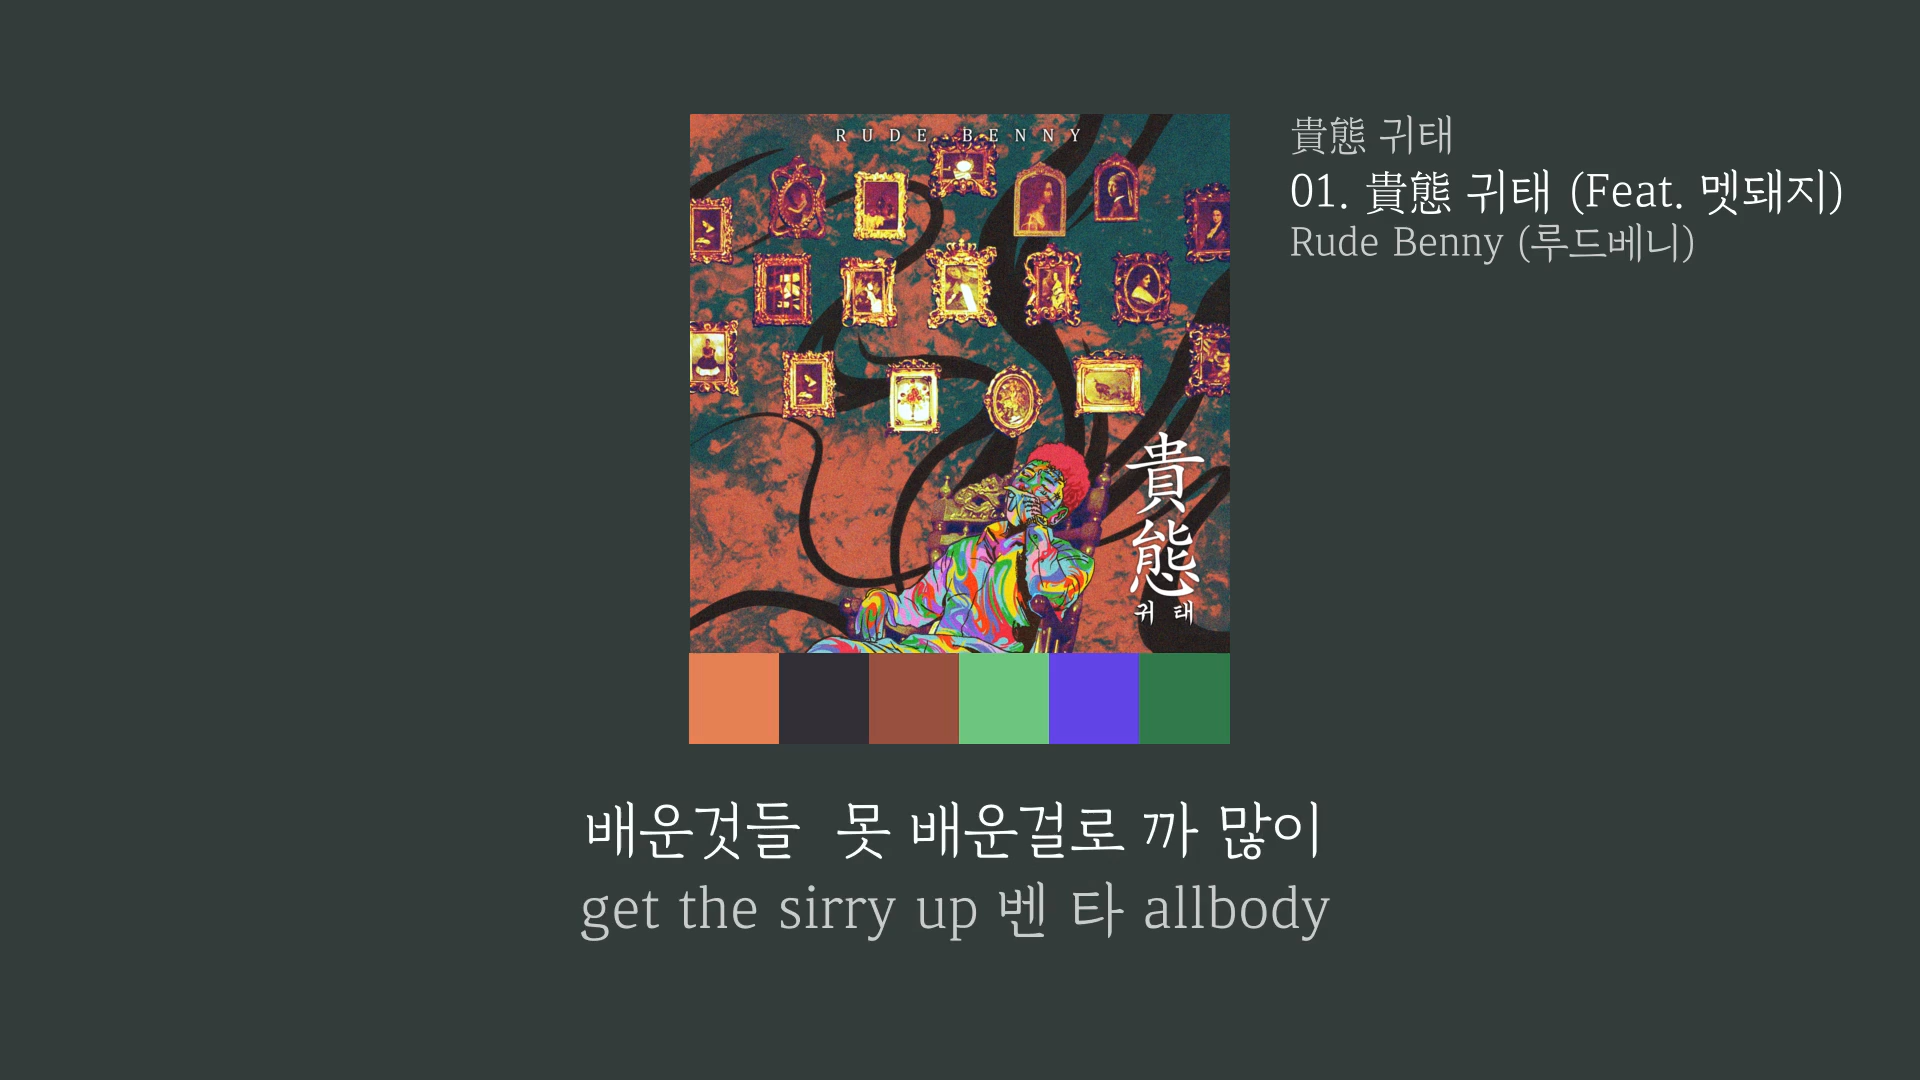 RUDE BENNY
貴態
귀태
貴態 귀태
01. 貴態 귀태 (Feat. 멧돼지)
Rude Benny (루드베니)
배운것들 못 배운걸로 까 많이
get the sirry up 벤 타 allbody